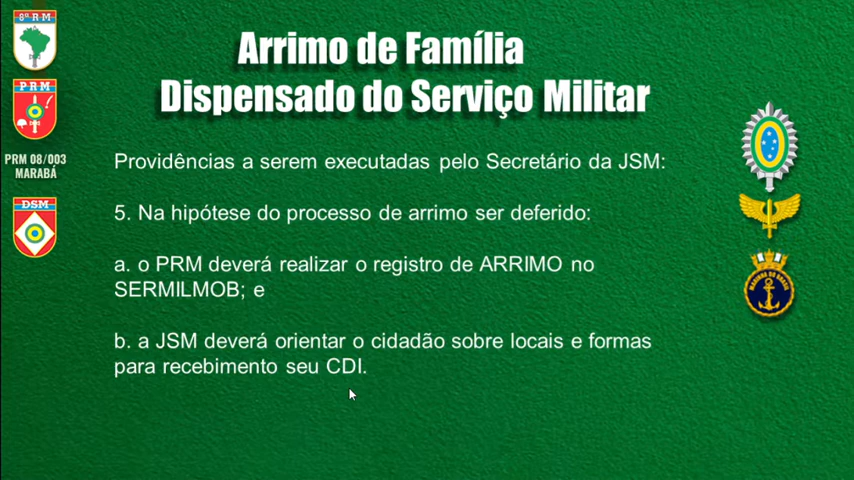 8ª R M
P R M
PRM 08/003
MARABÁ
DSM
Arrimo de Família
Dispensado do Serviço Militar
Providências a serem executadas pelo Secretário da JSM:
5. Na hipótese do processo de arrimo ser deferido:
a. o PRM deverá realizar o registro de ARRIMO no
SERMILMOB; e
b. a JSM deverá orientar o cidadão sobre locais e formas
para recebimento seu CDI.
MARINHA DO BRASIL